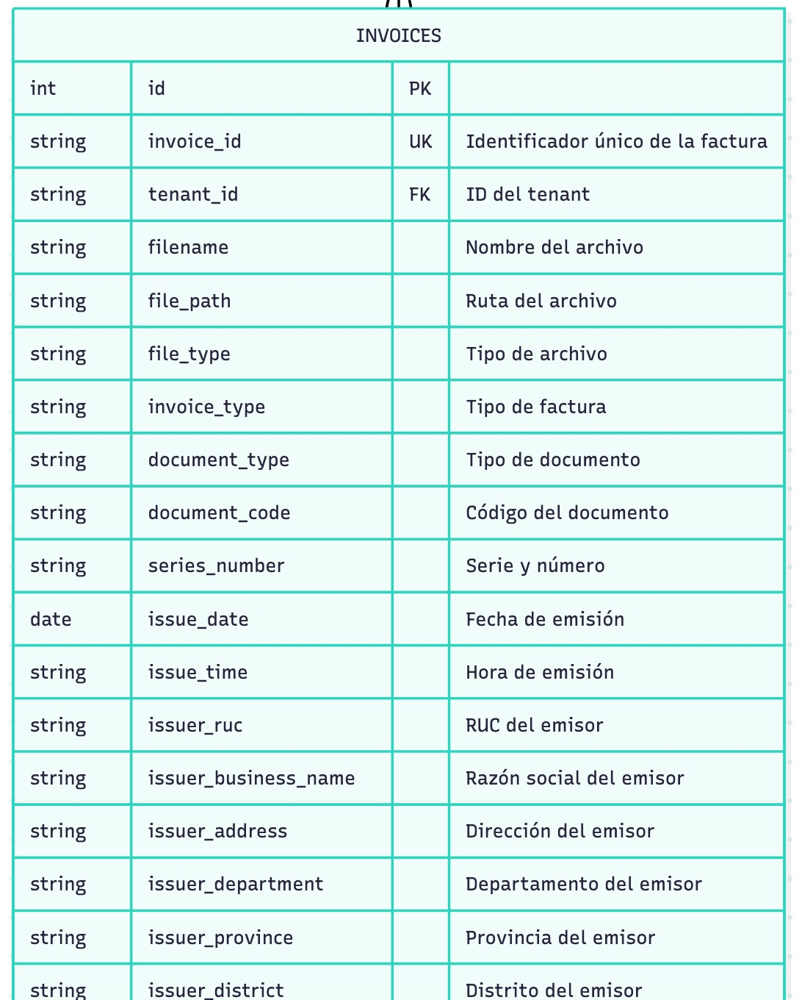 INVOICES
int id PK
string invoice_id UK Identificador único de la factura
string tenant_id FK ID del tenant
string filename Nombre del archivo
string file_path Ruta del archivo
string file_type Tipo de archivo
string invoice_type Tipo de factura
string document_type Tipo de documento
string document_code Código del documento
string series_number Serie y número
date issue_date Fecha de emisión
string issue_time Hora de emisión
string issuer_ruc RUC del emisor
string issuer_business_name Razón social del emisor
string issuer_address Dirección del emisor
string issuer_department Departamento del emisor
string issuer_province Provincia del emisor
string issuer_district Distrito del emisor